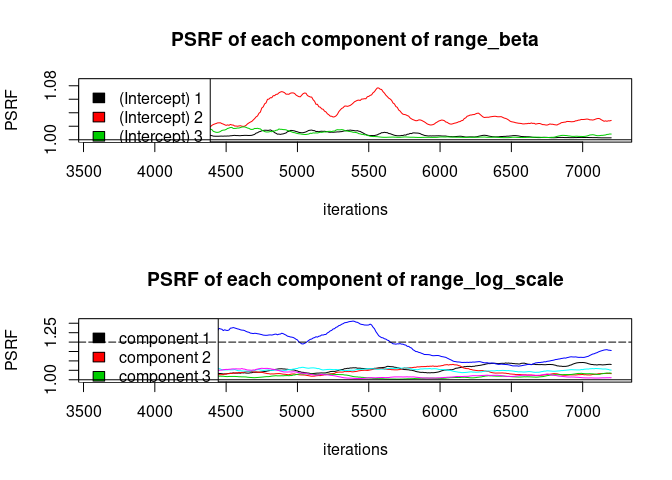 PSRF of each component of range_beta
PSRF
1.00 1.08
(Intercept) 1
(Intercept) 2
(Intercept) 3
3500 4000 4500 5000 5500 6000 6500 7000
iterations
PSRF of each component of range_log_scale
PSRF
1.00 1.25
component 1
component 2
component 3
3500 4000 4500 5000 5500 6000 6500 7000
iterations